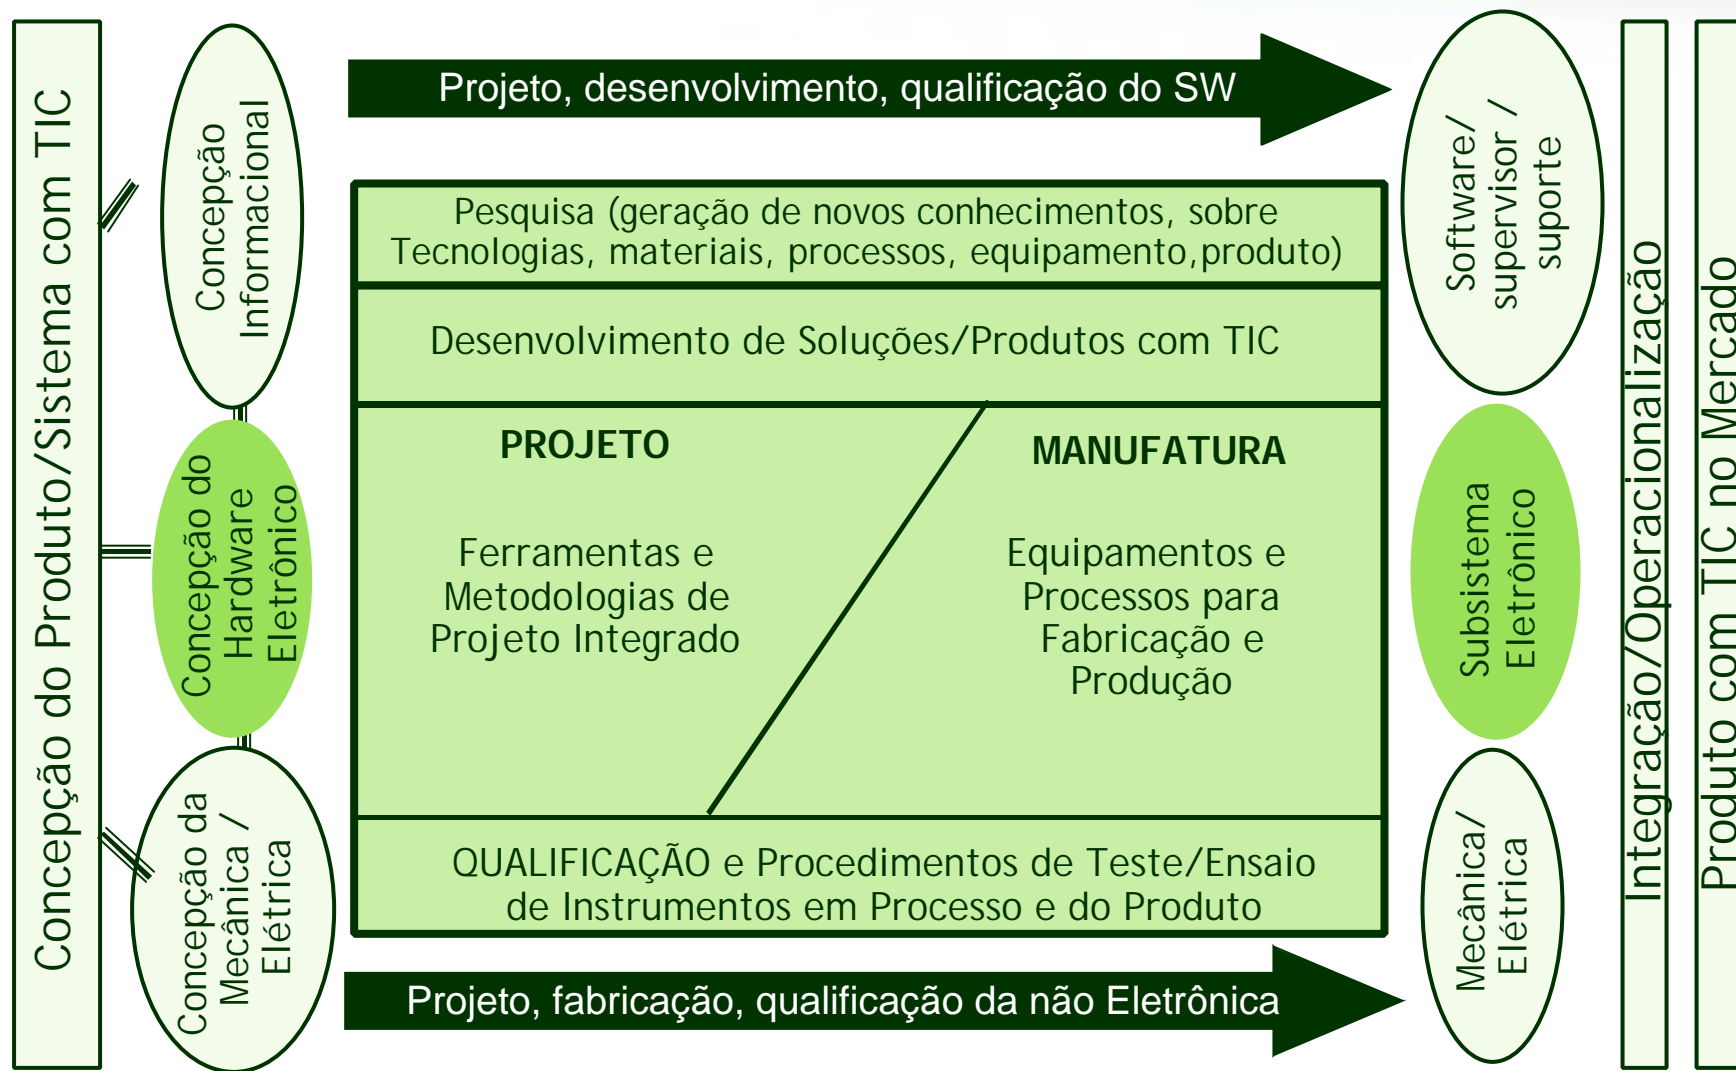 Concepção do Produto/Sistema com TIC
Concepção
Informacional
Concepção do
Hardware
Eletrônico
Concepção da
Mecânica /
Elétrica
Projeto, desenvolvimento, qualificação do SW
Pesquisa (geração de novos conhecimentos, sobre
Tecnologias, materiais, processos, equipamento,produto)
Desenvolvimento de Soluções/Produtos com TIC
PROJETO
Ferramentas e
Metodologias de
Projeto Integrado
MANUFATURA
Equipamentos e
Processos para
Fabricação e
Produção
QUALIFICAÇÃO e Procedimentos de Teste/Ensaio
de Instrumentos em Processo e do Produto
Projeto, fabricação, qualificação da não Eletrônica
Software/
supervisor /
suporte
Subsistema
Eletrônico
Mecânica/
Elétrica
Integração/Operacionalização
Produto com TIC no Mercado